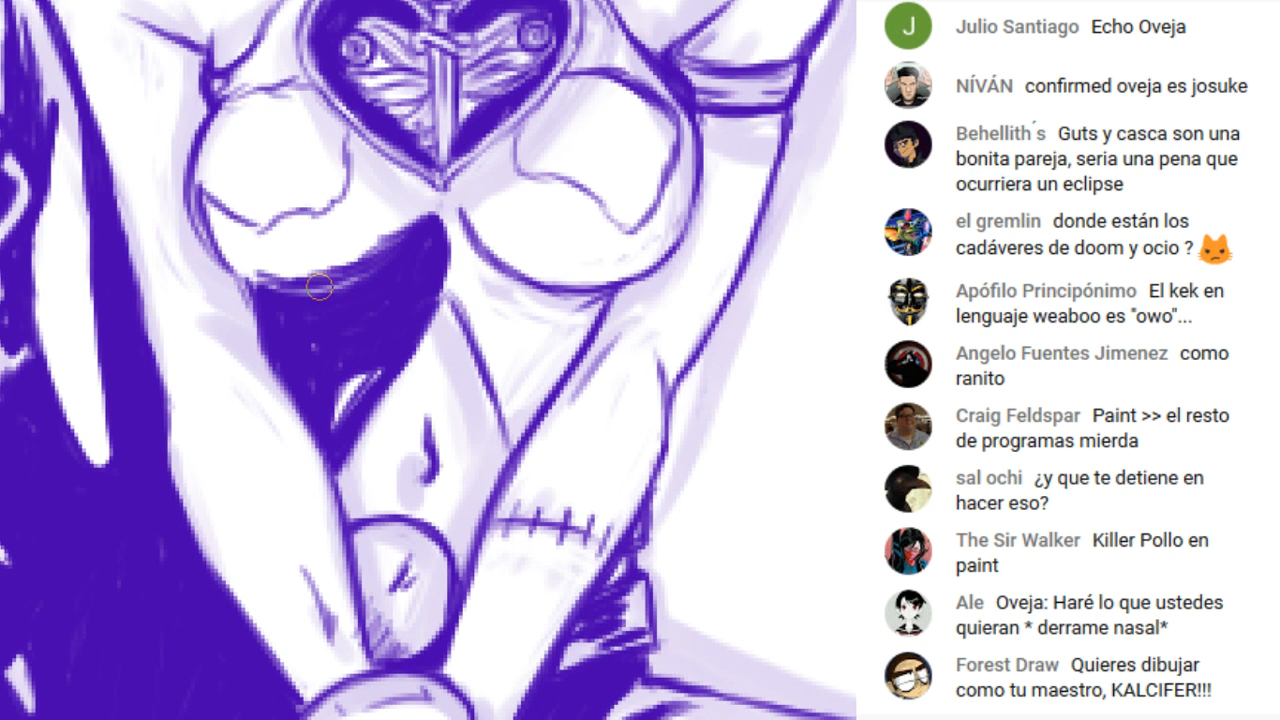 J Julio Santiago Echo Oveja
NÍVÁN confirmed oveja es josuke
Behellith´s Guts y casca son una
bonita pareja, seria una pena que
ocurriera un eclipse
el gremlin donde están los
cadáveres de doom y ocio ?
Apófilo Principónimo El kek en
lenguaje weaboo es "owo"...
Angelo Fuentes Jimenez como
ranito
Craig Feldspar Paint >> el resto
de programas mierda
sal ochi ¿y que te detiene en
hacer eso?
The Sir Walker Killer Pollo en
paint
Ale Oveja: Haré lo que ustedes
quieran * derrame nasal*
Forest Draw Quieres dibujar
como tu maestro, KALCIFER!!!